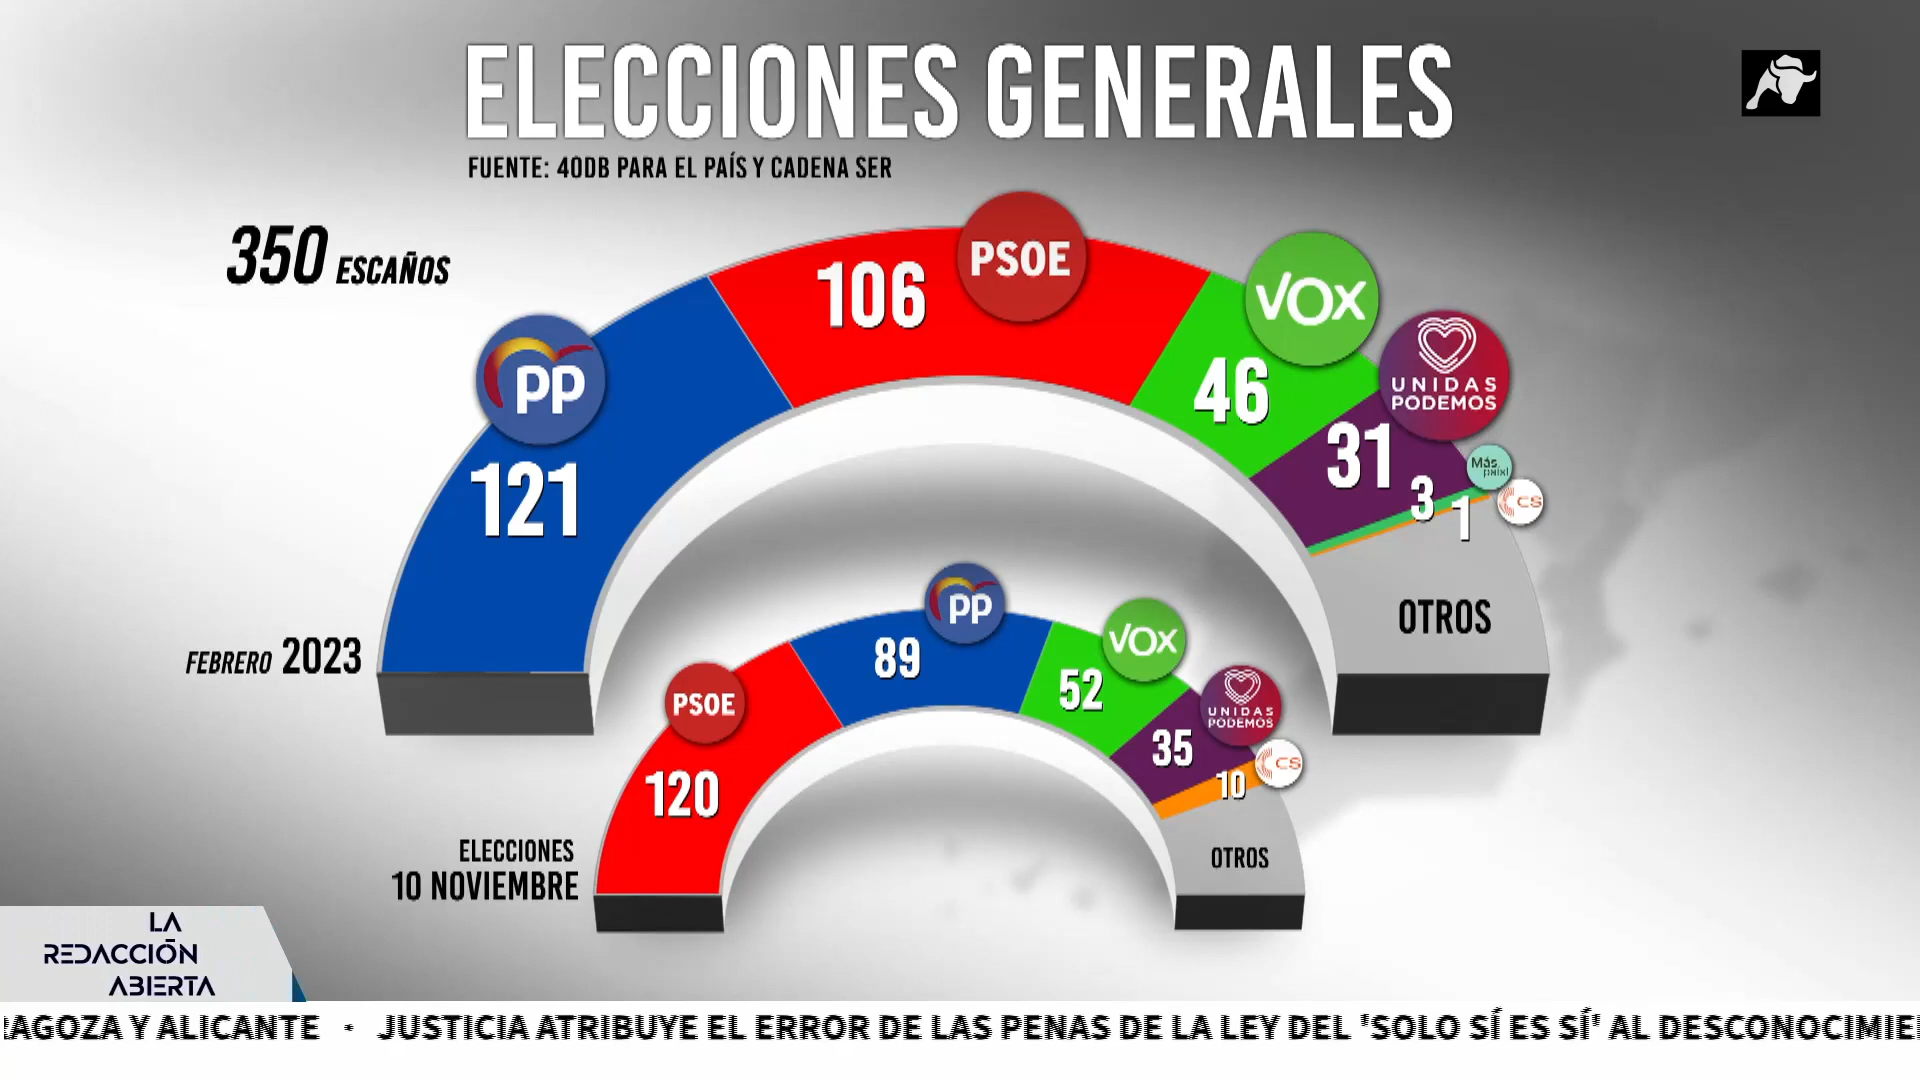 ELECCIONES GENERALES
FUENTE: 40DB PARA EL PAÍS Y CADENA SER
350 ESCAÑOS
PP
121
106
PSOE
VOX
46
UNIDAS
PODEMOS
31
Más
país!
3
CS
1
OTROS
FEBRERO 2023
PSOE
120
PP
89
VOX
52
UNIDAS
PODEMOS
35
CS
10
OTROS
ELECCIONES
10 NOVIEMBRE
LA
REDACCIÓN
ABIERTA
RAGOZA Y ALICANTE · JUSTICIA ATRIBUYE EL ERROR DE LAS PENAS DE LA LEY DEL 'SOLO SÍ ES SÍ' AL DESCONOCIMIE